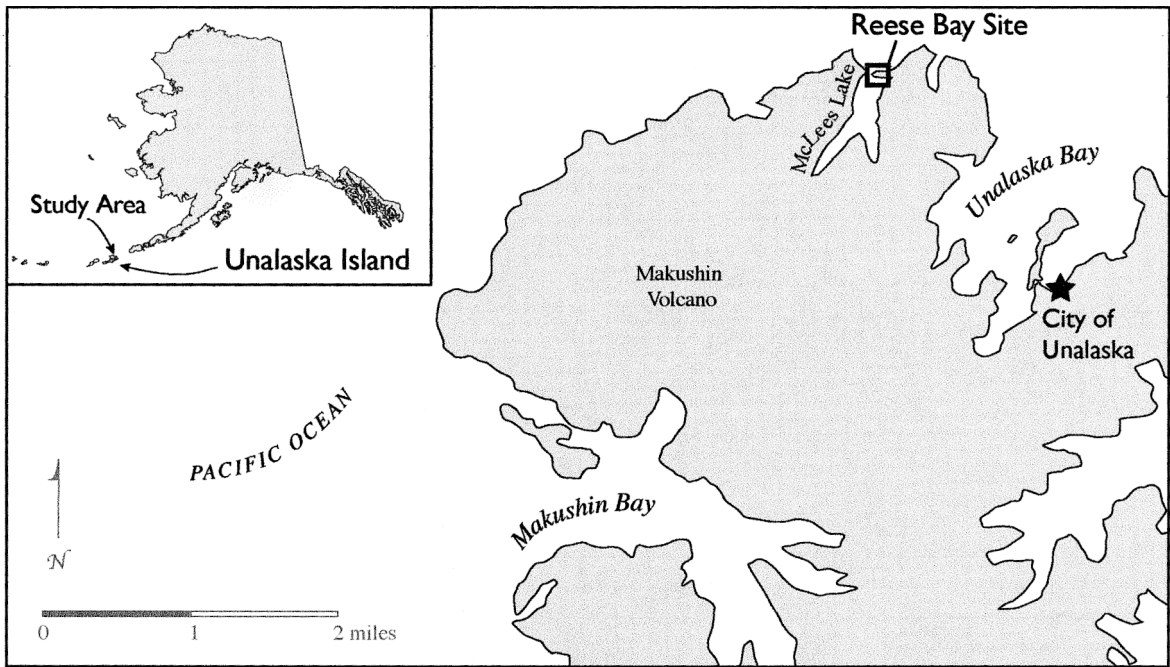 Reese Bay Site
McLees Lake
Unalaska Bay
Study Area
Unalaska Island
Makushin
Volcano
City of
Unalaska
PACIFIC OCEAN
Makushin Bay
N
0 1 2 miles